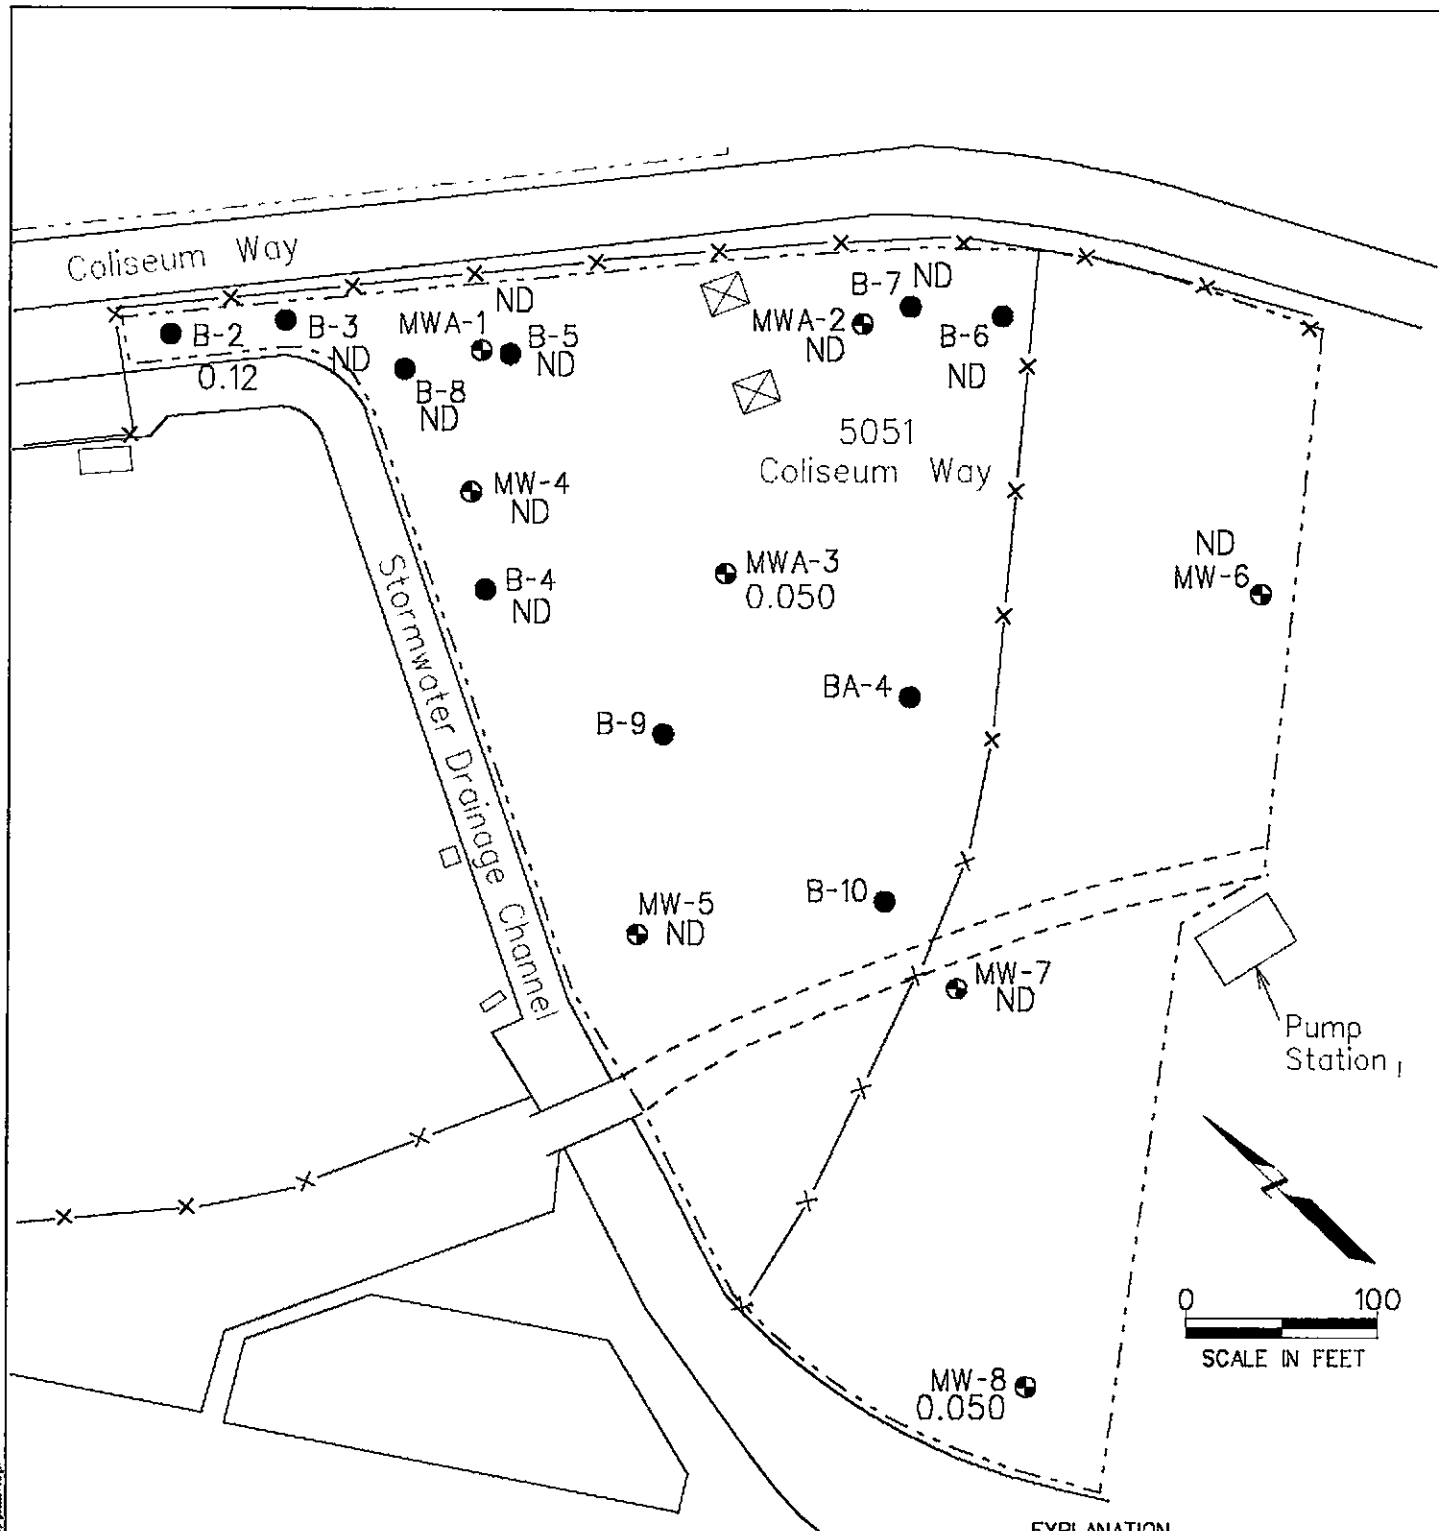 Coliseum Way
B-2
0.12
B-3
ND
MWA-1
ND
B-5
ND
B-8
ND
MWA-2
ND
B-7
ND
B-6
ND
5051
Coliseum Way
MW-4
ND
B-4
ND
MWA-3
0.050
ND
MW-6
BA-4
B-9
Stormwater Drainage Channel
B-10
MW-5
ND
MW-7
ND
Pump
Station
0 100
SCALE IN FEET
MW-8
0.050
EXPLANATION